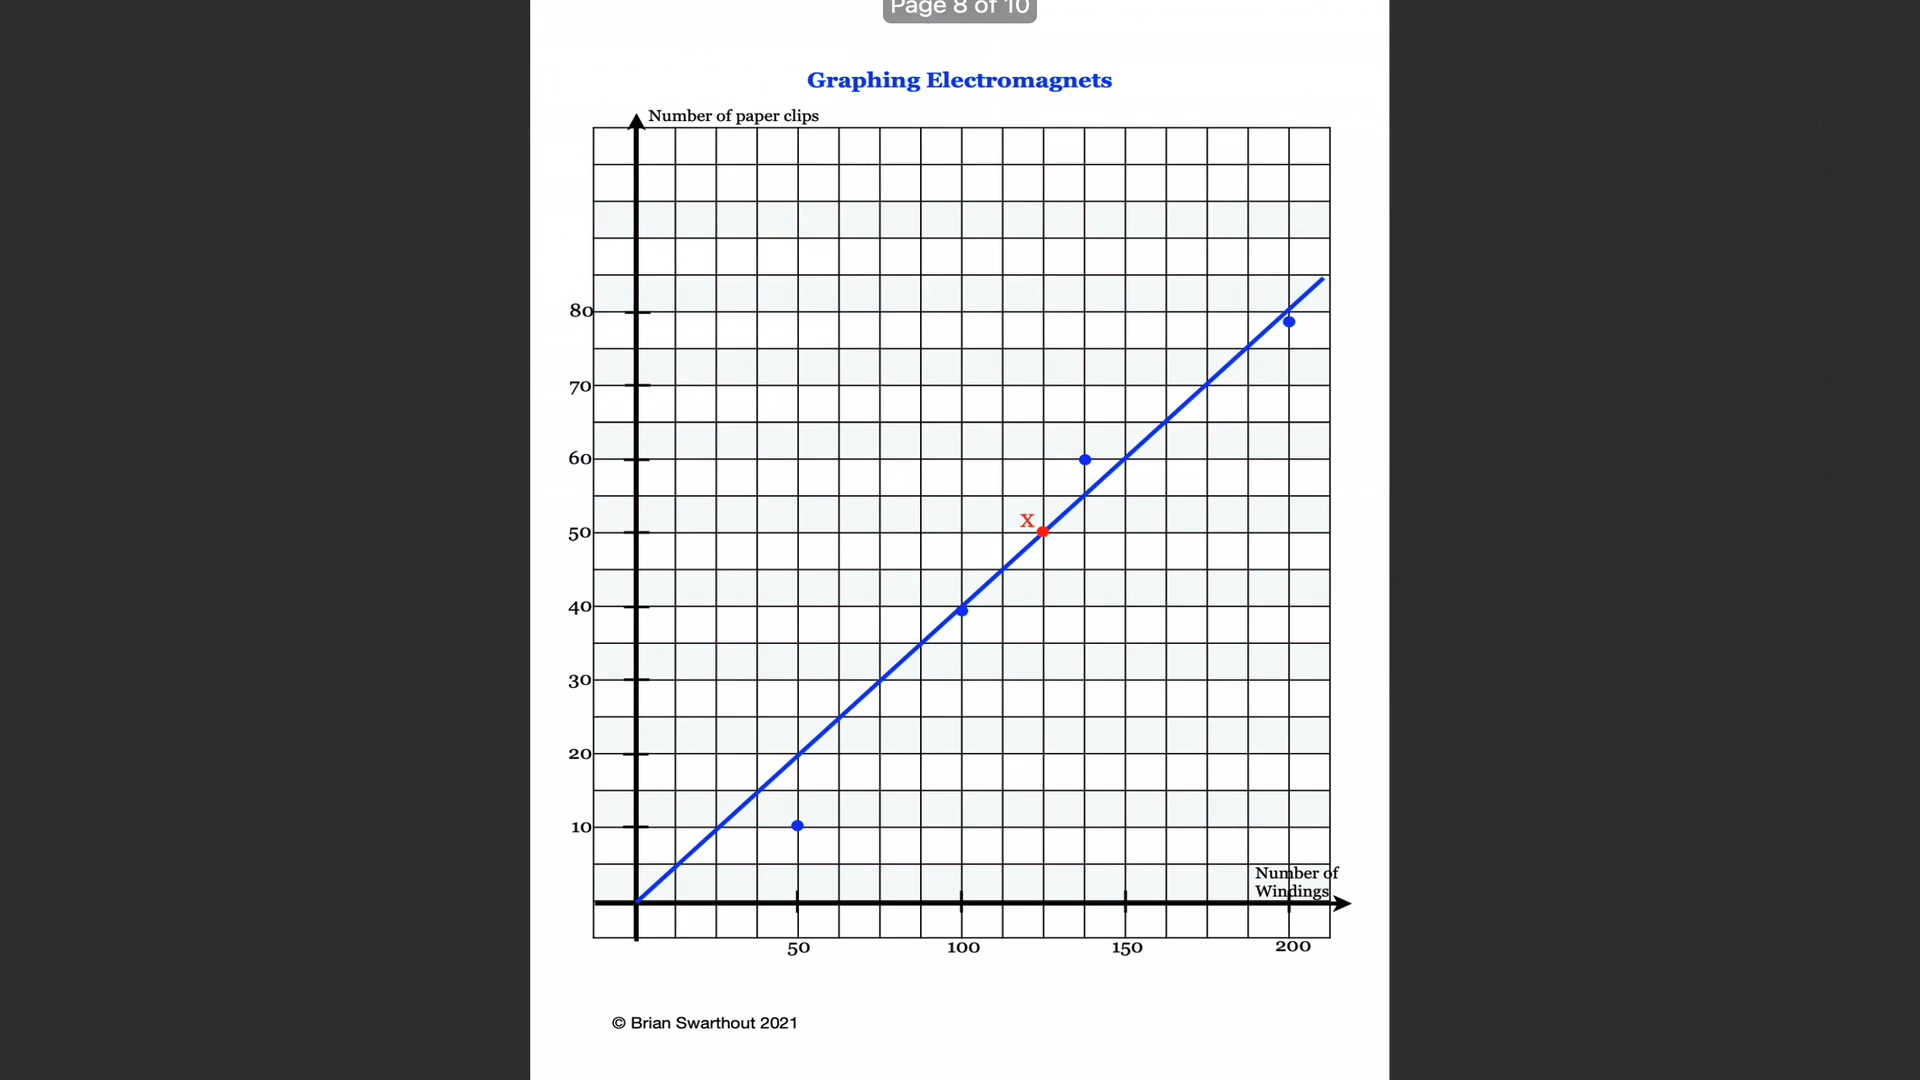 Page 8 of 10
Graphing Electromagnets
Number of paper clips
80
70
60
X
50
40
30
20
10
Number of
Windings
50 100 150 200
© Brian Swarthout 2021